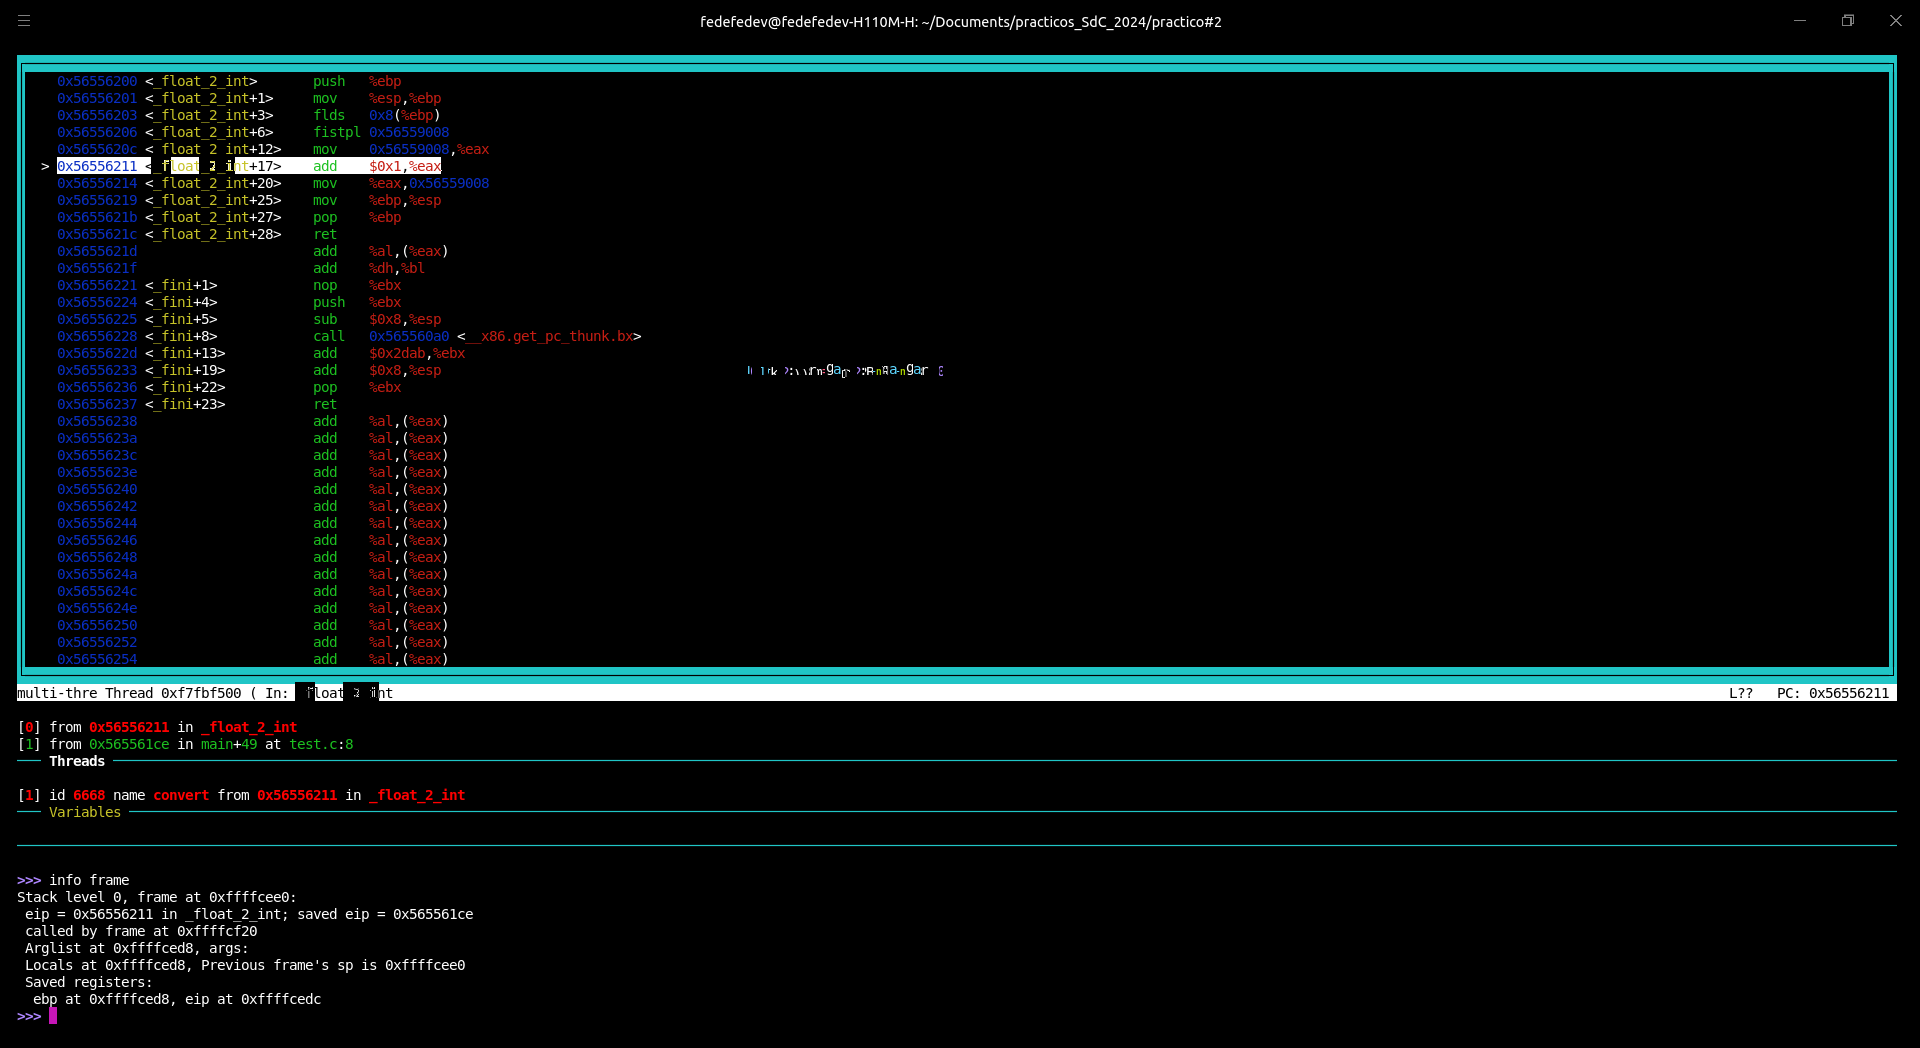 fedefedev@fedefedev-H110M-H: ~/Documents/practicos_SdC_2024/practico#2
0x56556200 <_float_2_int> push %ebp
0x56556201 <_float_2_int+1> mov %esp,%ebp
0x56556203 <_float_2_int+3> flds 0x8(%ebp)
0x56556206 <_float_2_int+6> fistpl 0x56559008
0x5655620c <_float_2_int+12> mov 0x56559008,%eax
> 0x56556211 <_float_2_int+17> add $0x1,%eax
0x56556214 <_float_2_int+20> mov %eax,0x56559008
0x56556219 <_float_2_int+25> mov %ebp,%esp
0x5655621b <_float_2_int+27> pop %ebp
0x5655621c <_float_2_int+28> ret
0x5655621d add %al,(%eax)
0x5655621f add %dh,%bl
0x56556221 <_fini+1> nop %ebx
0x56556224 <_fini+4> push %ebx
0x56556225 <_fini+5> sub $0x8,%esp
0x56556228 <_fini+8> call 0x565560a0 <__x86.get_pc_thunk.bx>
0x5655622d <_fini+13> add $0x2dab,%ebx
0x56556233 <_fini+19> add $0x8,%esp
0x56556236 <_fini+22> pop %ebx
0x56556237 <_fini+23> ret
0x56556238 add %al,(%eax)
0x5655623a add %al,(%eax)
0x5655623c add %al,(%eax)
0x5655623e add %al,(%eax)
0x56556240 add %al,(%eax)
0x56556242 add %al,(%eax)
0x56556244 add %al,(%eax)
0x56556246 add %al,(%eax)
0x56556248 add %al,(%eax)
0x5655624a add %al,(%eax)
0x5655624c add %al,(%eax)
0x5655624e add %al,(%eax)
0x56556250 add %al,(%eax)
0x56556252 add %al,(%eax)
0x56556254 add %al,(%eax)
multi-thre Thread 0xf7fbf500 ( In: _float_2_int L?? PC: 0x56556211
[0] from 0x56556211 in _float_2_int
[1] from 0x565561ce in main+49 at test.c:8
Threads
[1] id 6668 name convert from 0x56556211 in _float_2_int
Variables
>>> info frame
Stack level 0, frame at 0xffffcee0:
eip = 0x56556211 in _float_2_int; saved eip = 0x565561ce
called by frame at 0xffffcf20
Arglist at 0xffffced8, args:
Locals at 0xffffced8, Previous frame's sp is 0xffffcee0
Saved registers:
ebp at 0xffffced8, eip at 0xffffcedc
>>>